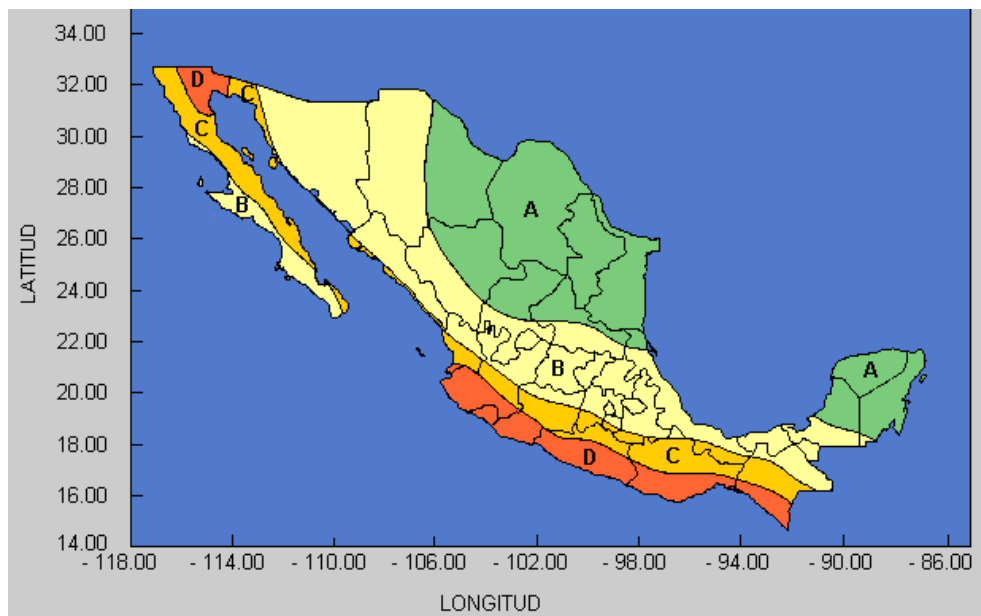 34.00
32.00
30.00
28.00
26.00
24.00
22.00
20.00
18.00
16.00
14.00
LATITUD
D
C
C
B
A
A
B
C
D
- 118.00 - 114.00 - 110.00 - 106.00 - 102.00 - 98.00 - 94.00 - 90.00 - 86.00
LONGITUD